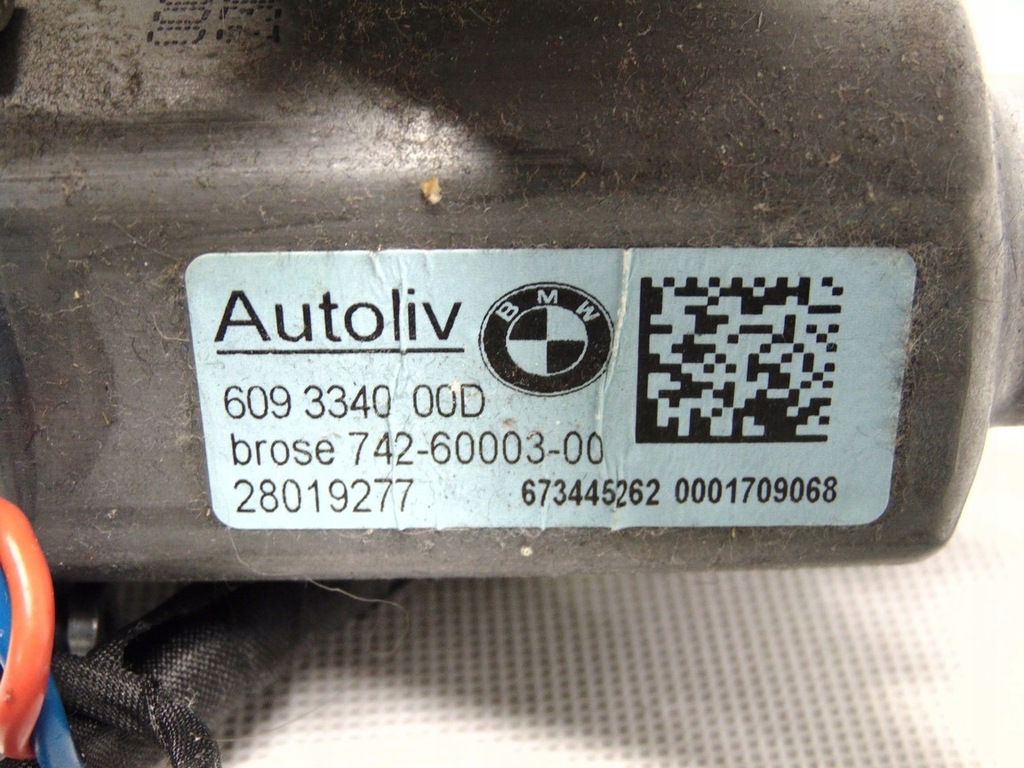 Autoliv
BMW
609 3340 00D
brose 742-60003-00
28019277
673445262 0001709068